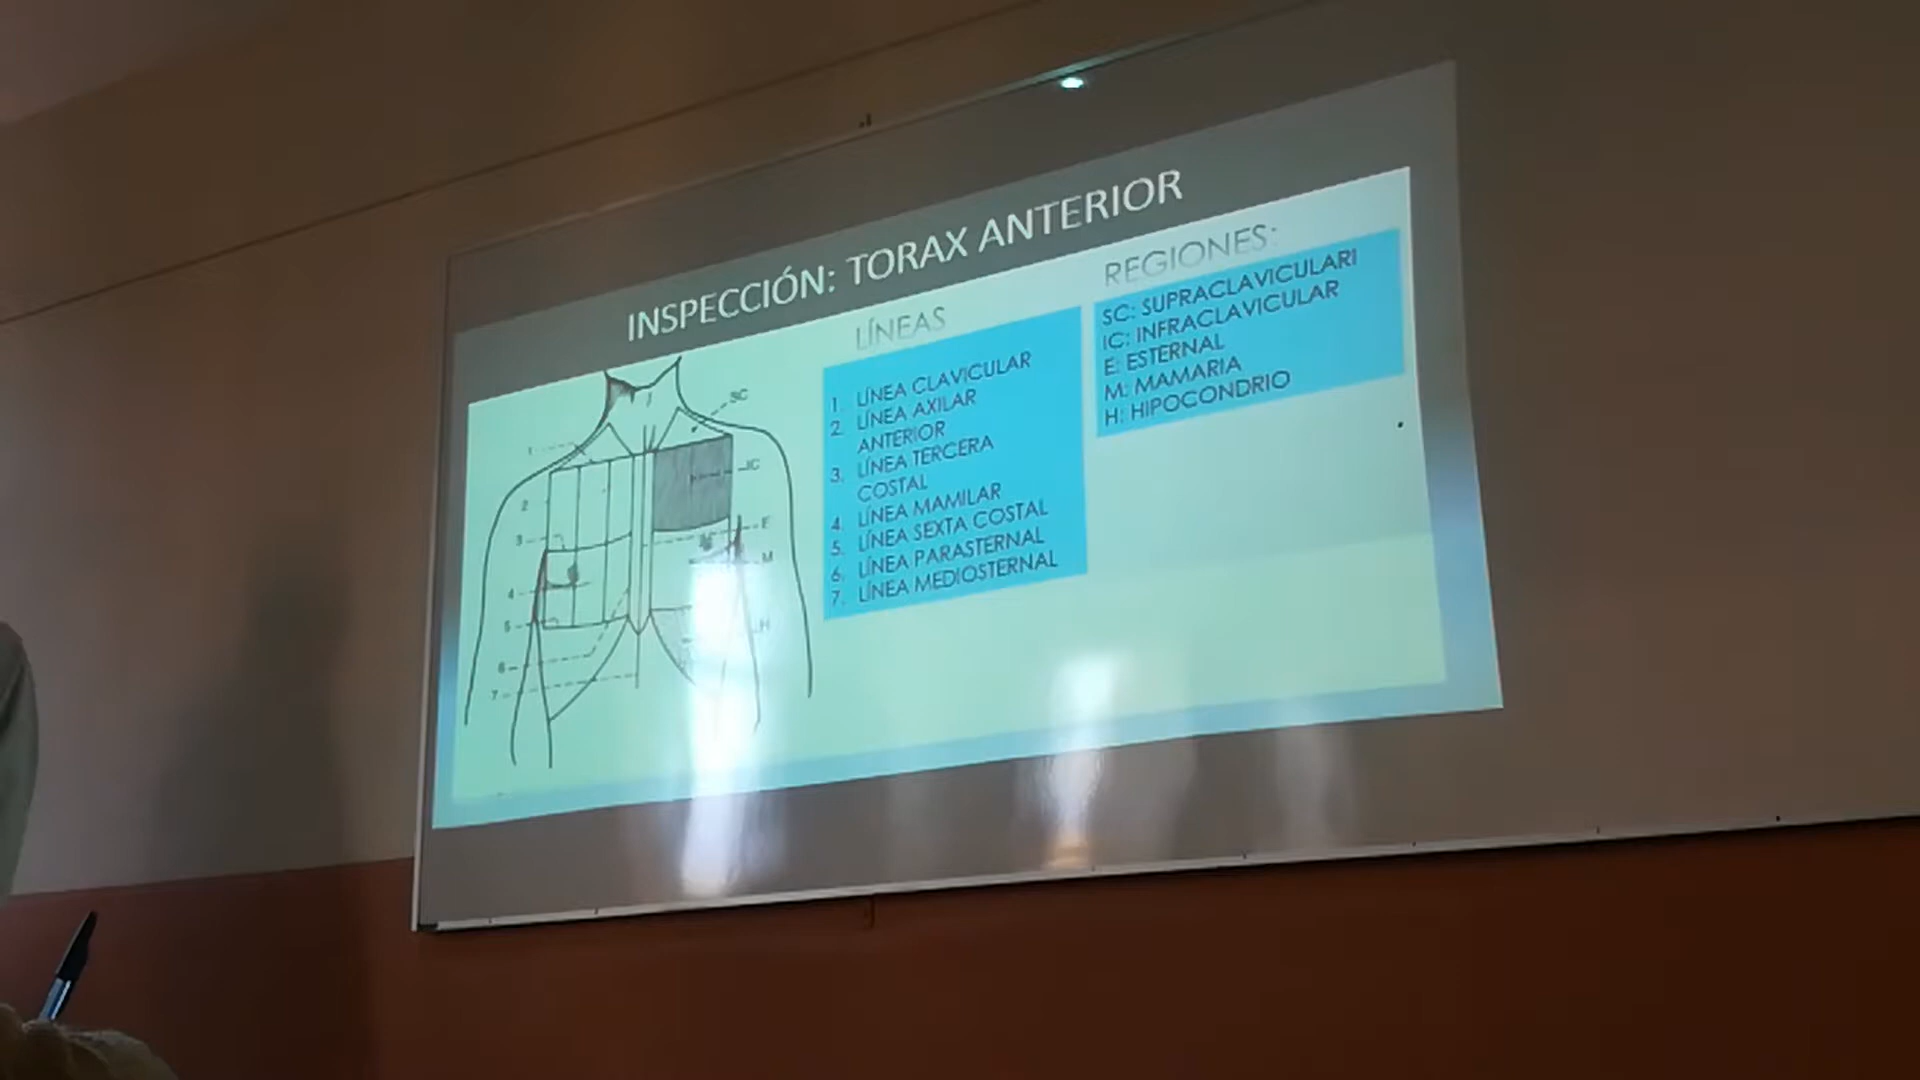 INSPECCIÓN: TORAX ANTERIOR
LÍNEAS
1. LÍNEA CLAVICULAR
2. LÍNEA AXILAR
ANTERIOR
3. LÍNEA TERCERA
COSTAL
4. LÍNEA MAMILAR
5. LÍNEA SEXTA COSTAL
6. LÍNEA PARASTERNAL
7. LÍNEA MEDIOSTERNAL
REGIONES:
SC: SUPRACLAVICULARI
IC: INFRACLAVICULAR
E: ESTERNAL
M: MAMARIA
H: HIPOCONDRIO
SC
1
IC
2
E
3
M
4
5
H
6
7